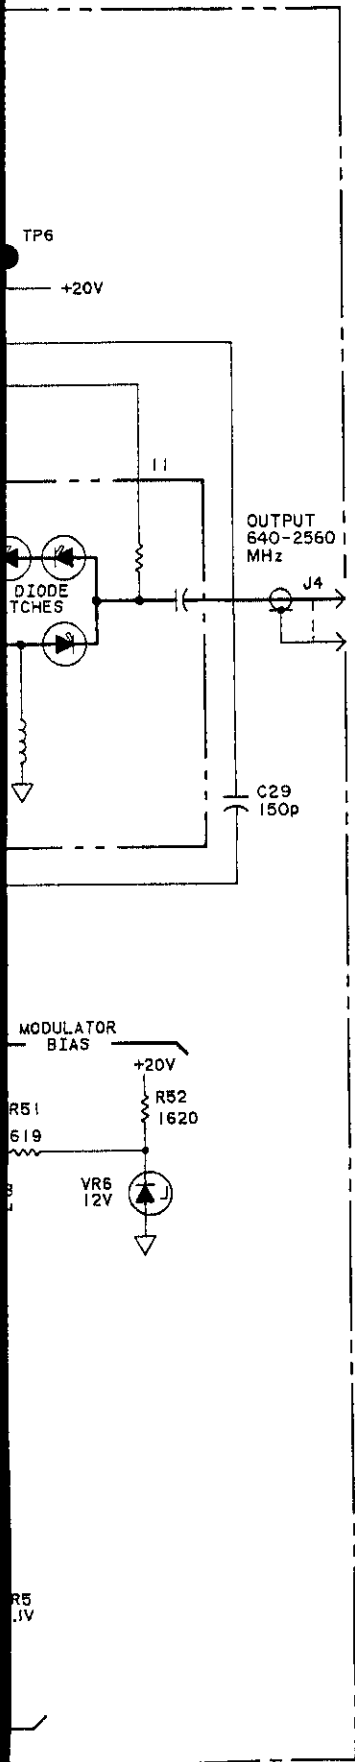 TP6
+20V
11
OUTPUT
640-2560
MHz
J4
DIODE
TCHES
C29
150p
MODULATOR
BIAS
+20V
R51
619
R52
1620
VR6
12V
R5
.1V